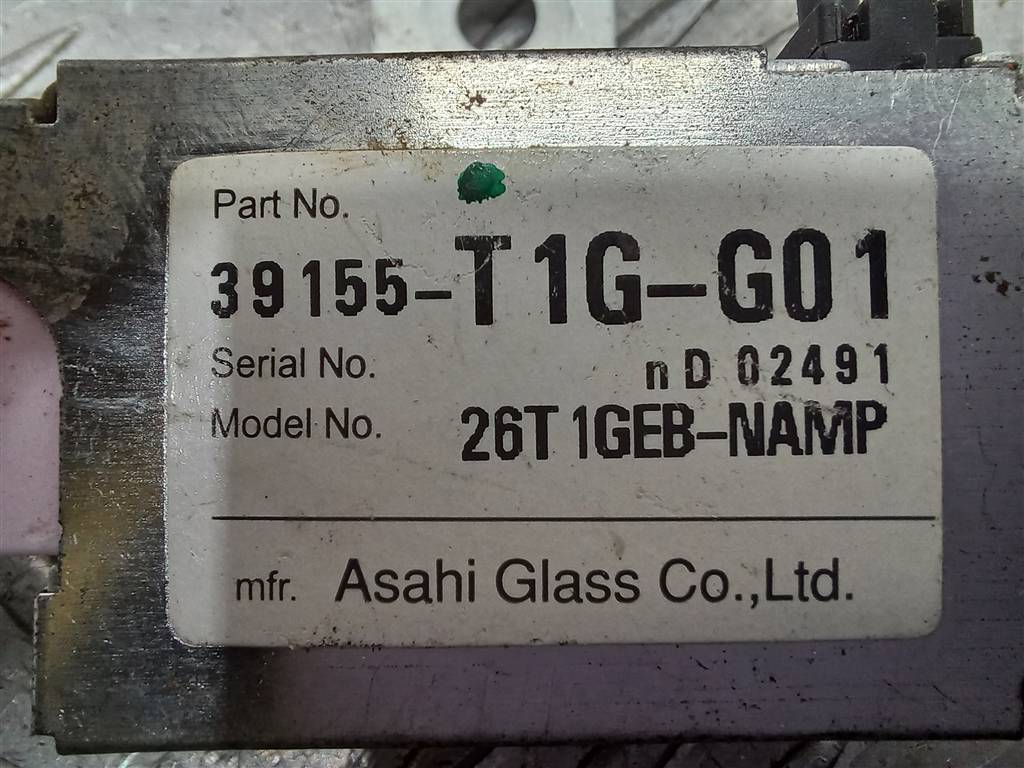 Part No.
39155-T1G-G01
Serial No. nD 02491
Model No. 26T1GEB-NAMP
mfr. Asahi Glass Co.,Ltd.